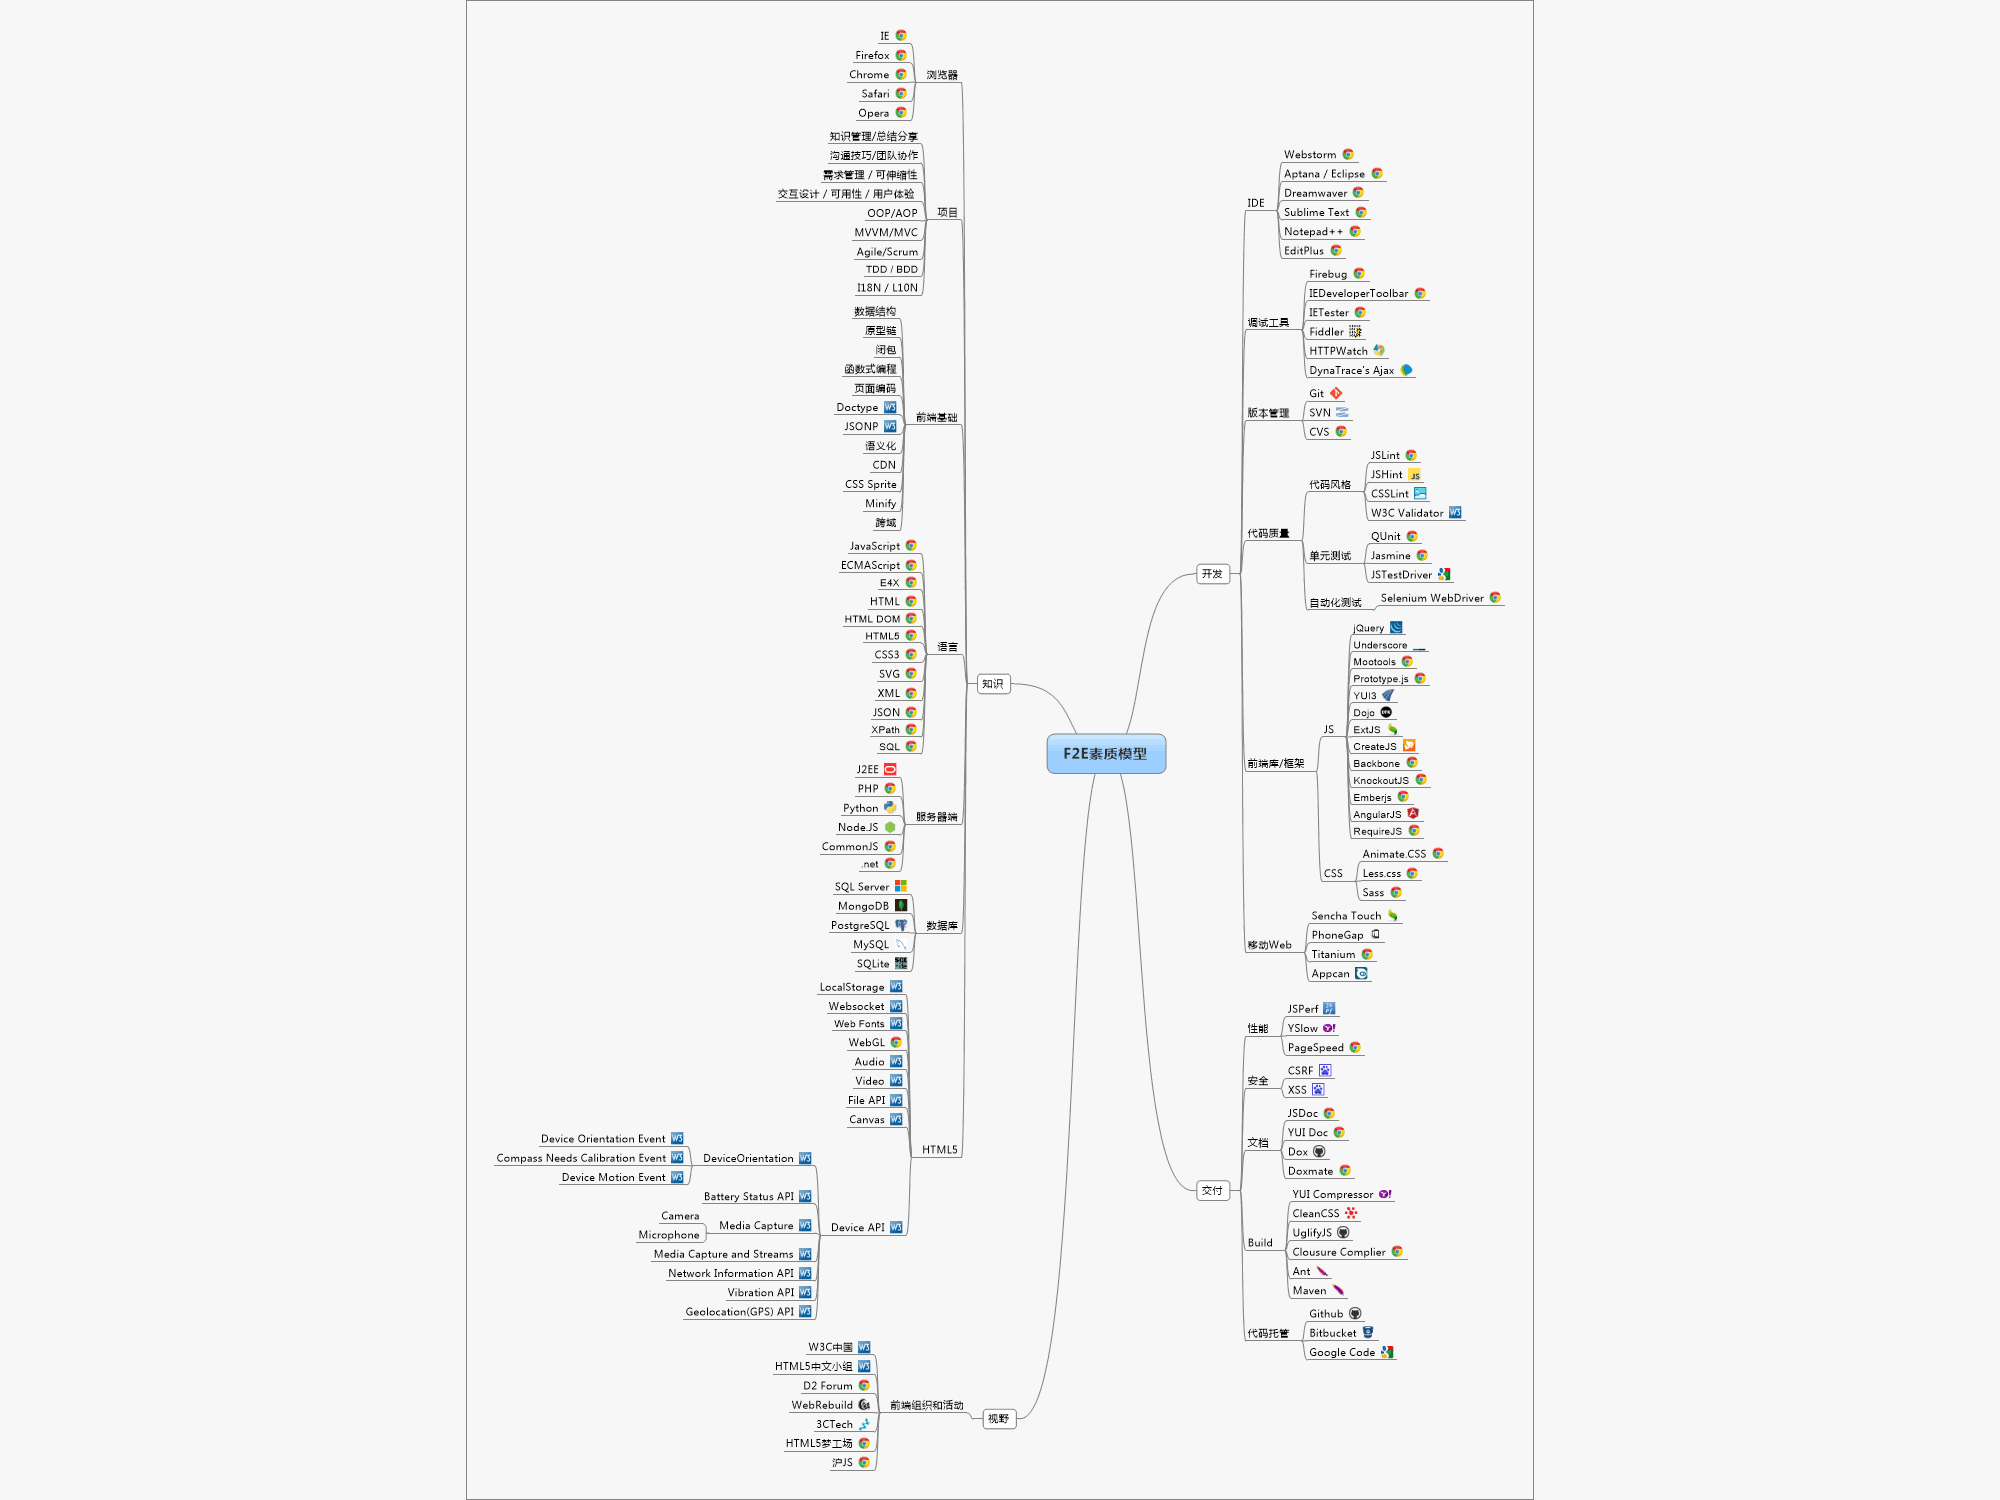 F2E素质模型
知识
浏览器
IE
Firefox
Chrome
Safari
Opera
项目
知识管理/总结分享
沟通技巧/团队协作
需求管理 / 可伸缩性
交互设计 / 可用性 / 用户体验
OOP/AOP
MVVM/MVC
Agile/Scrum
TDD / BDD
I18N / L10N
前端基础
数据结构
原型链
闭包
函数式编程
页面编码
Doctype
JSONP
语义化
CDN
CSS Sprite
Minify
跨域
语言
JavaScript
ECMAScript
E4X
HTML
HTML DOM
HTML5
CSS3
SVG
XML
JSON
XPath
SQL
服务器端
J2EE
PHP
Python
Node.JS
CommonJS
.net
数据库
SQL Server
MongoDB
PostgreSQL
MySQL
SQLite
HTML5
LocalStorage
Websocket
Web Fonts
WebGL
Audio
Video
File API
Canvas
Device API
DeviceOrientation
Device Orientation Event
Compass Needs Calibration Event
Device Motion Event
Battery Status API
Media Capture
Camera
Microphone
Media Capture and Streams
Network Information API
Vibration API
Geolocation(GPS) API
视野
前端组织和活动
W3C中国
HTML5中文小组
D2 Forum
WebRebuild
3CTech
HTML5梦工场
沪JS
开发
IDE
Webstorm
Aptana / Eclipse
Dreamwaver
Sublime Text
Notepad++
EditPlus
调试工具
Firebug
IEDeveloperToolbar
IETester
Fiddler
HTTPWatch
DynaTrace's Ajax
版本管理
Git
SVN
CVS
代码质量
代码风格
JSLint
JSHint
CSSLint
W3C Validator
单元测试
QUnit
Jasmine
JSTestDriver
自动化测试
Selenium WebDriver
前端库/框架
JS
jQuery
Underscore
Mootools
Prototype.js
YUI3
Dojo
ExtJS
CreateJS
Backbone
KnockoutJS
Emberjs
AngularJS
RequireJS
CSS
Animate.CSS
Less.css
Sass
移动Web
Sencha Touch
PhoneGap
Titanium
Appcan
交付
性能
JSPerf
YSlow
PageSpeed
安全
CSRF
XSS
文档
JSDoc
YUI Doc
Dox
Doxmate
Build
YUI Compressor
CleanCSS
UglifyJS
Clousure Complier
Ant
Maven
代码托管
Github
Bitbucket
Google Code